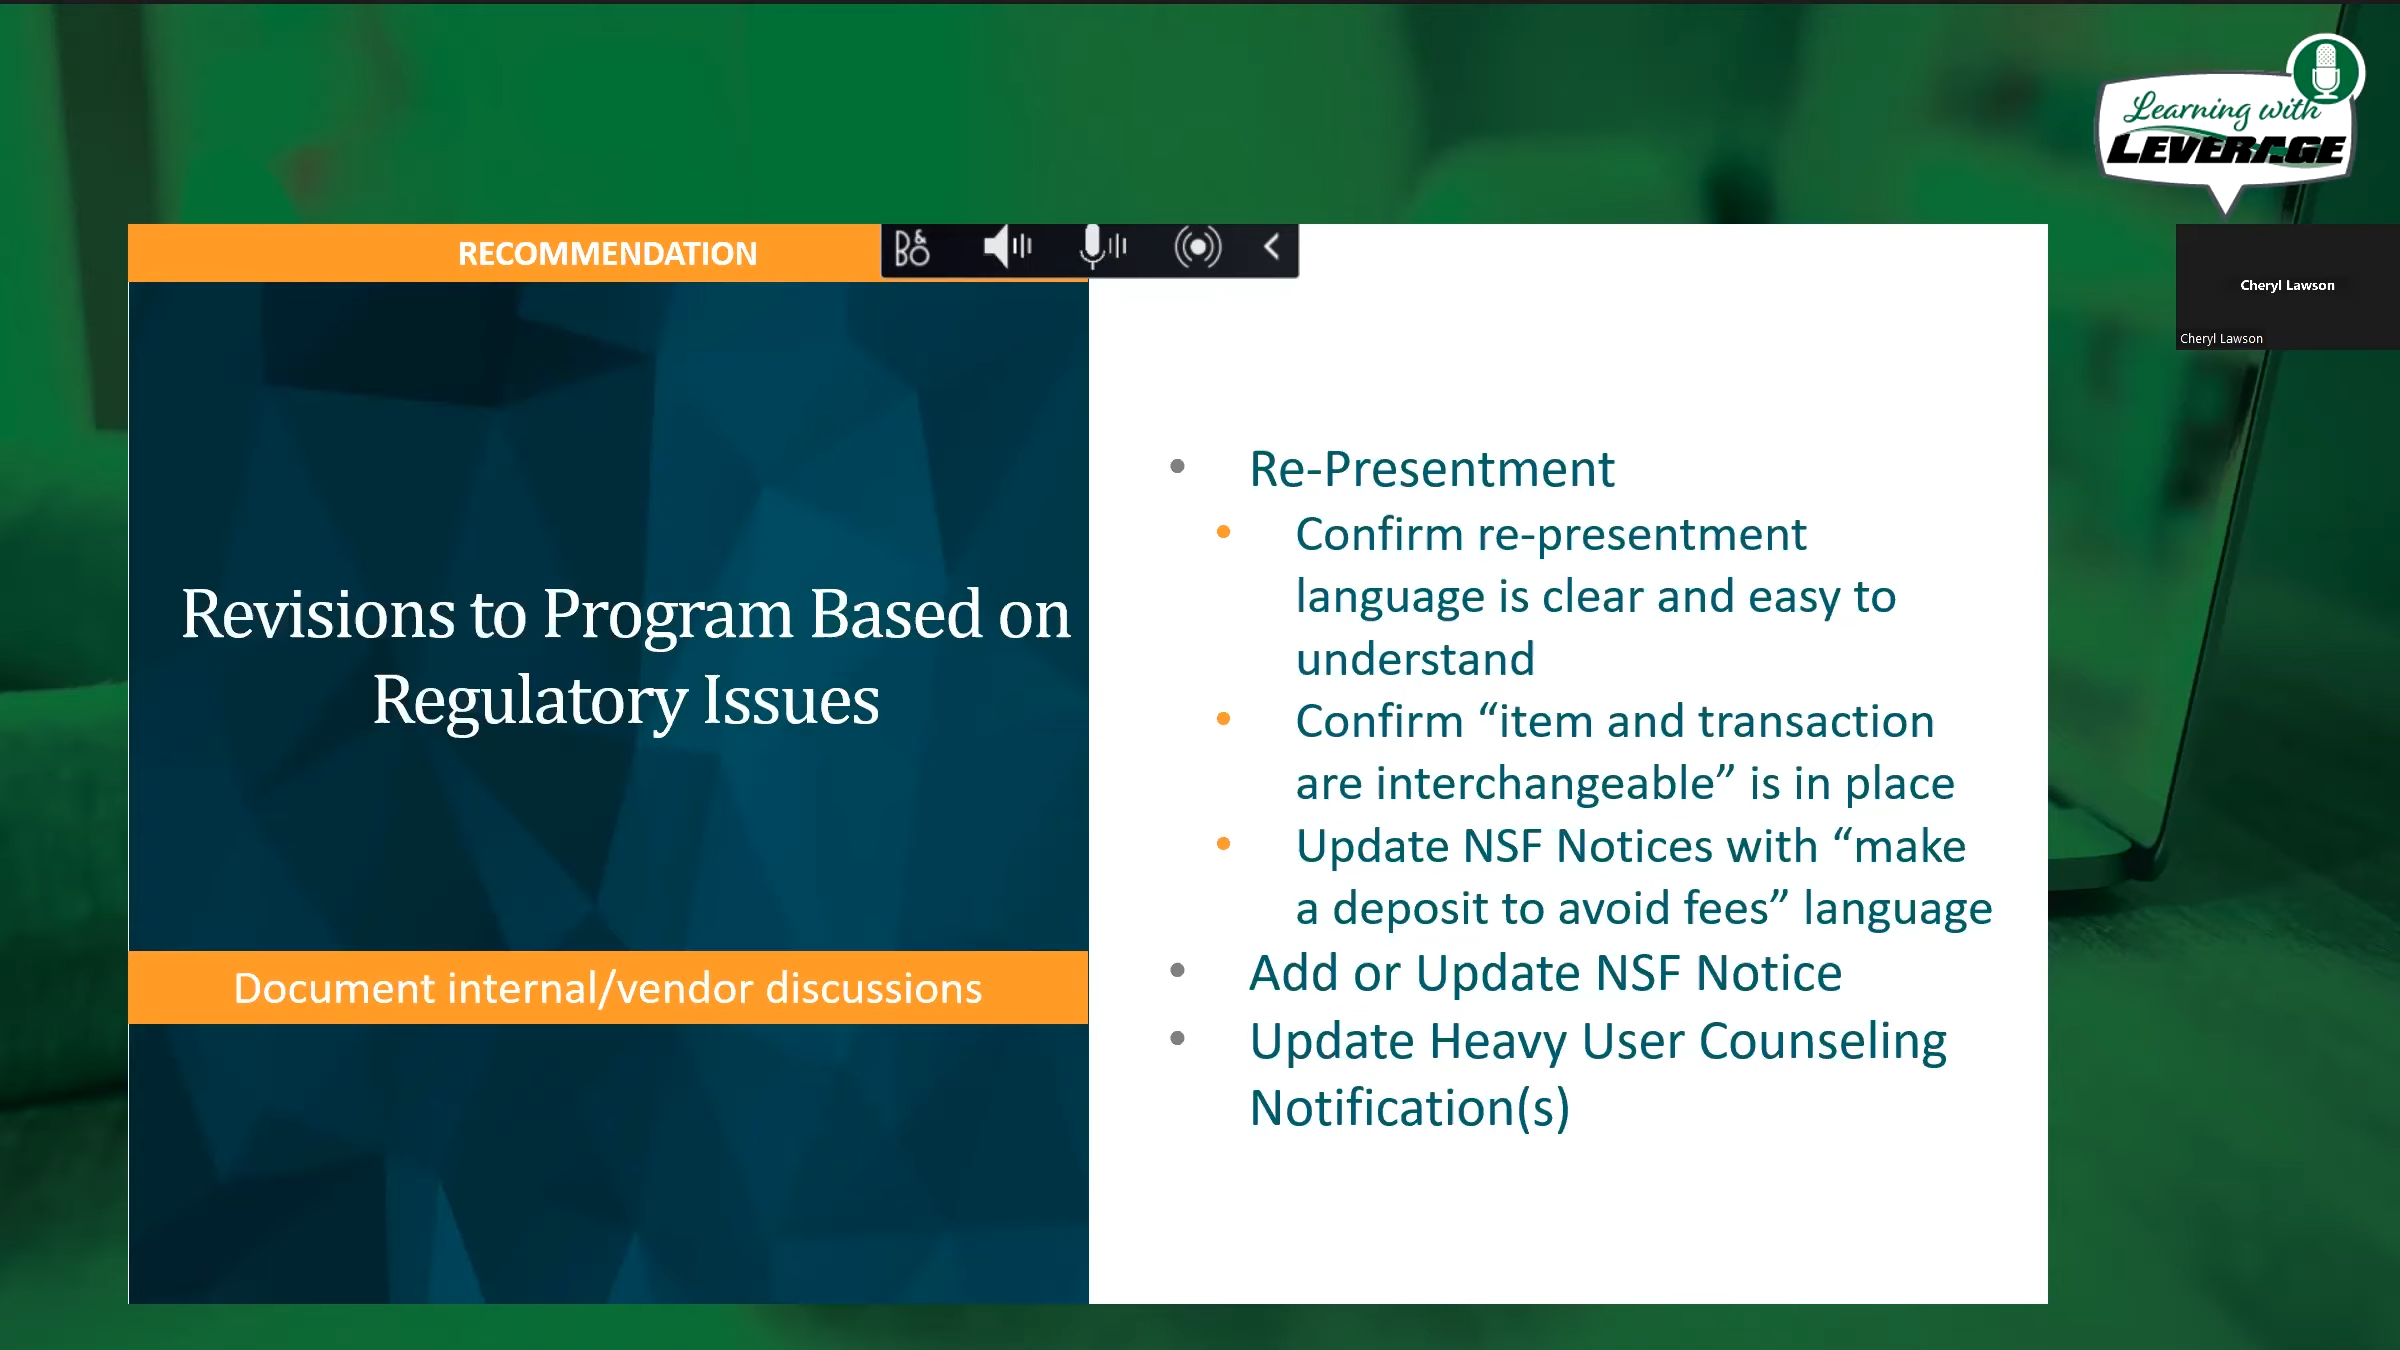 Learning with
LEVERAGE
RECOMMENDATION
B&O
Cheryl Lawson
Cheryl Lawson
Revisions to Program Based on
Regulatory Issues
Document internal/vendor discussions
• Re-Presentment
• Confirm re-presentment
language is clear and easy to
understand
• Confirm “item and transaction
are interchangeable” is in place
• Update NSF Notices with “make
a deposit to avoid fees” language
• Add or Update NSF Notice
• Update Heavy User Counseling
Notification(s)